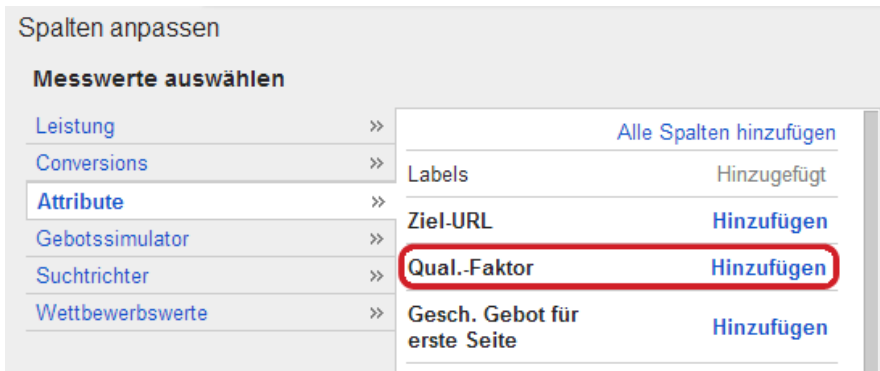 Spalten anpassen
Messwerte auswählen
Leistung »
Conversions »
Attribute »
Gebotssimulator »
Suchtrichter »
Wettbewerbswerte »
Alle Spalten hinzufügen
Labels Hinzugefügt
Ziel-URL Hinzufügen
Qual.-Faktor Hinzufügen
Gesch. Gebot für
erste Seite Hinzufügen